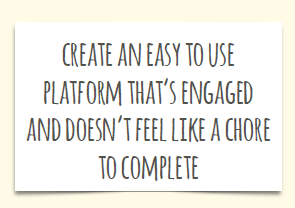 CREATE AN EASY TO USE
PLATFORM THAT'S ENGAGED
AND DOESN'T FEEL LIKE A CHORE
TO COMPLETE